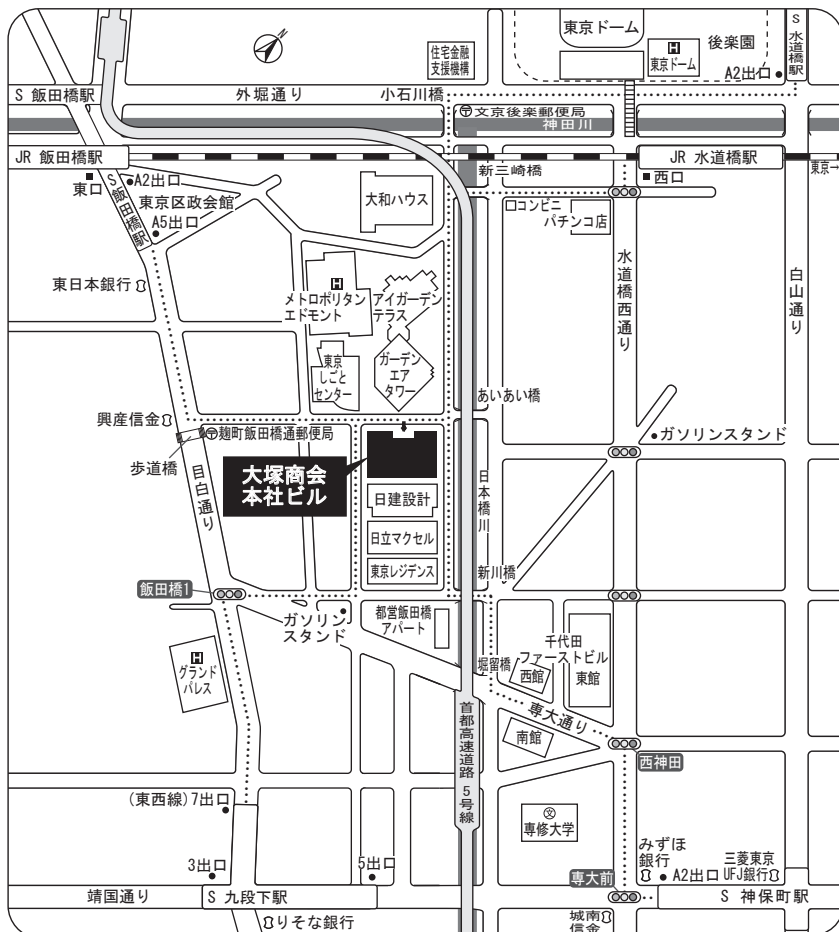 東京ドーム
S 水道橋駅
住宅金融
支援機構
H
東京ドーム
後楽園
A2出口
S 飯田橋駅
外堀通り
小石川橋
〒文京後楽郵便局
神田川
JR 飯田橋駅
新三崎橋
JR 水道橋駅
東京→
東口
A2出口
西口
東京区政会館
S 飯田橋駅
A5出口
大和ハウス
コンビニ
パチンコ店
水道橋西通り
白山通り
東日本銀行
H
メトロポリタン
エドモント
アイガーデン
テラス
東京
しごと
センター
ガーデン
エア
タワー
あいあい橋
興産信金
〒麹町飯田橋通郵便局
ガソリンスタンド
歩道橋
目白通り
大塚商会
本社ビル
日建設計
日本橋川
日立マクセル
東京レジデンス
新川橋
飯田橋1
ガソリン
スタンド
都営飯田橋
アパート
千代田
ファーストビル
西館
東館
堀留橋
H
グランド
パレス
専大通り
南館
首都高速道路 5号線
西神田
(東西線)7出口
文
専修大学
みずほ
銀行
三菱東京
UFJ銀行
3出口
5出口
専大前
A2出口
靖国通り
S 九段下駅
S 神保町駅
りそな銀行
城南
信金